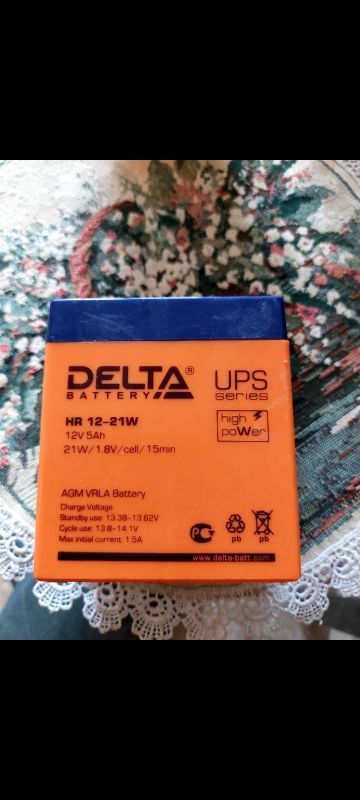 DELTA®
BATTERY
UPS
series
HR 12-21W
12V 5Ah
21W/1.8V/cell/15min
high
poWer
AGM VRLA Battery
Charge Voltage
Standby use: 13.38-13.62V
Cycle use: 13.8-14.1V
Max initial current: 1.5A
PC
pb
pb
www.delta-batt.com